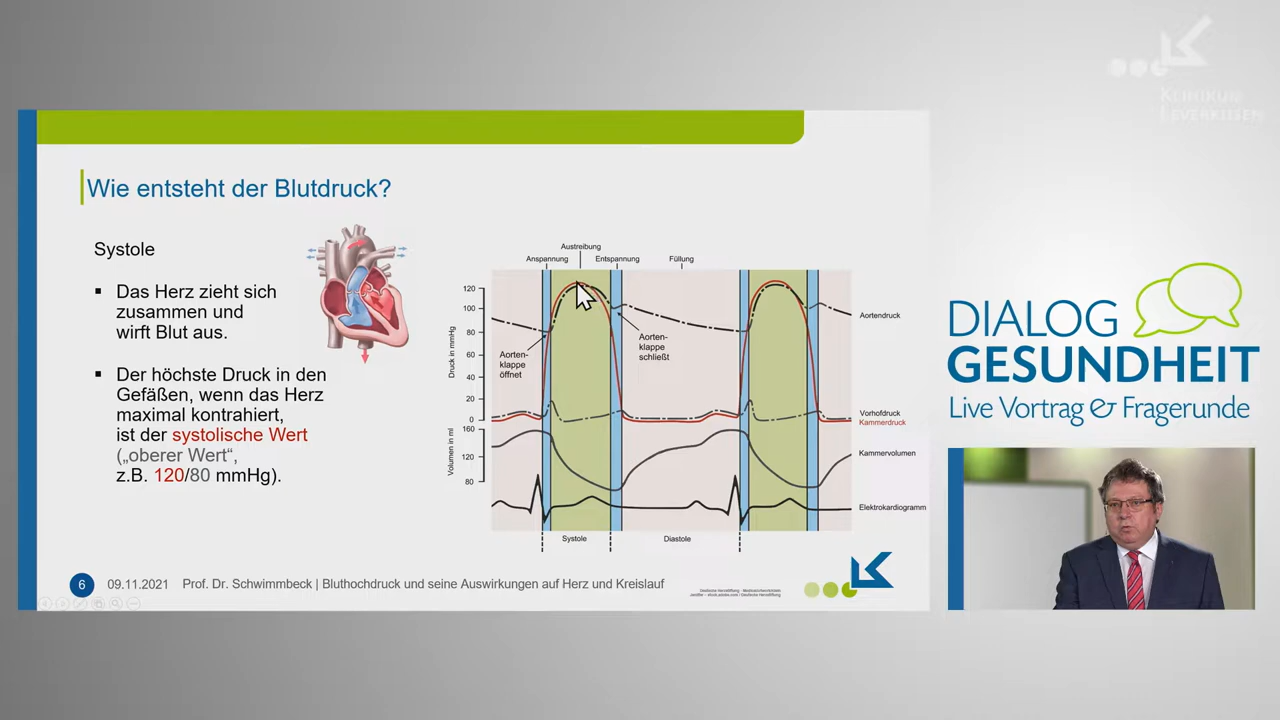 KLINIKUM
LEVERKUSEN
Wie entsteht der Blutdruck?
Systole
▪ Das Herz zieht sich
zusammen und
wirft Blut aus.
▪ Der höchste Druck in den
Gefäßen, wenn das Herz
maximal kontrahiert,
ist der systolische Wert
(„oberer Wert“,
z.B. 120/80 mmHg).
Austreibung
Anspannung
Entspannung
Füllung
Druck in mmHg
120
100
80
60
40
20
0
Aorten-
klappe
öffnet
Aorten-
klappe
schließt
Aortendruck
Vorhofdruck
Kammerdruck
Volumen in ml
160
120
80
Kammervolumen
Elektrokardiogramm
Systole
Diastole
6
09.11.2021
Prof. Dr. Schwimmbeck | Bluthochdruck und seine Auswirkungen auf Herz und Kreislauf
DIALOG
GESUNDHEIT
Live Vortrag & Fragerunde